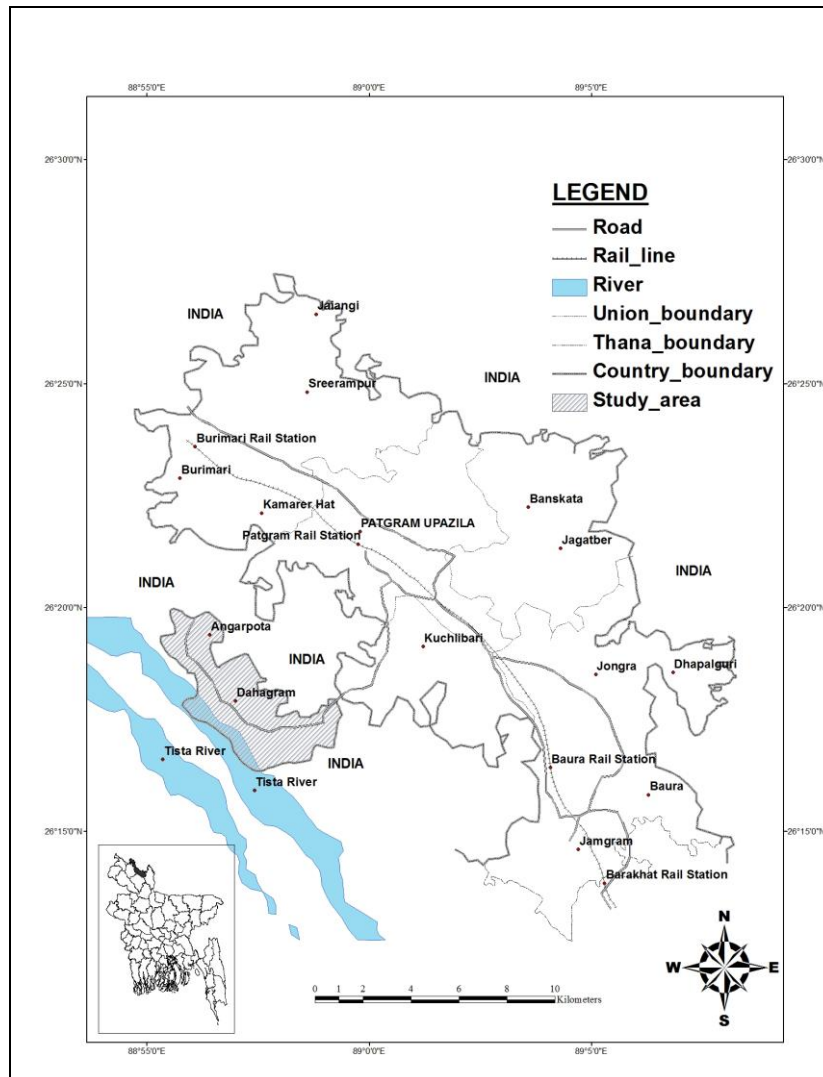 88°55'0"E 89°0'0"E 89°5'0"E
26°30'0"N 26°30'0"N
LEGEND
Road
Rail_line
River
Union_boundary
Thana_boundary
Country_boundary
Study_area
Jalangi
INDIA
INDIA
26°25'0"N 26°25'0"N
Sreerampur
Burimari Rail Station
Burimari
Banskata
Kamarer Hat
PATGRAM UPAZILA
Patgram Rail Station
Jagatber
INDIA INDIA
26°20'0"N 26°20'0"N
Angarpota
Kuchlibari
INDIA
Jongra
Dhapalguri
Dahagram
Tista River
INDIA
Baura Rail Station
Tista River
Baura
26°15'0"N 26°15'0"N
Jamgram
Barakhat Rail Station
N
W E
S
0 1 2 4 6 8 10
Kilometers
88°55'0"E 89°0'0"E 89°5'0"E